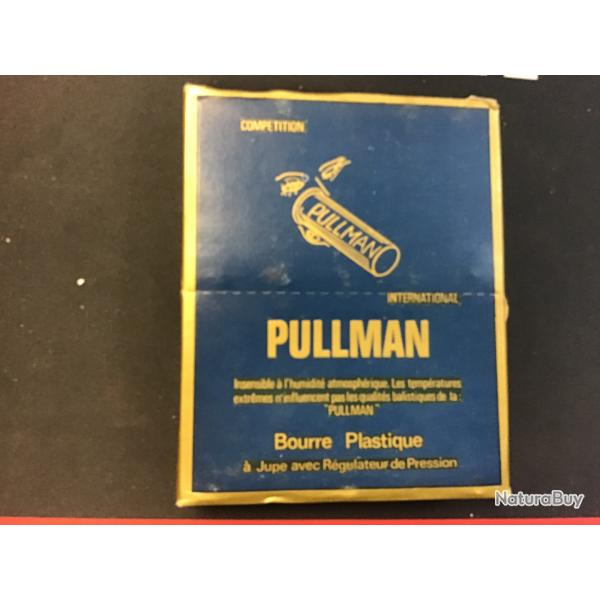 COMPETITION
PULLMAN
INTERNATIONAL
PULLMAN
Insensible à l'humidité atmosphérique. Les températures
extrêmes n'influencent pas les qualités balistiques de la :
"PULLMAN"
Bourre Plastique
à Jupe avec Régulateur de Pression
NaturaBuy